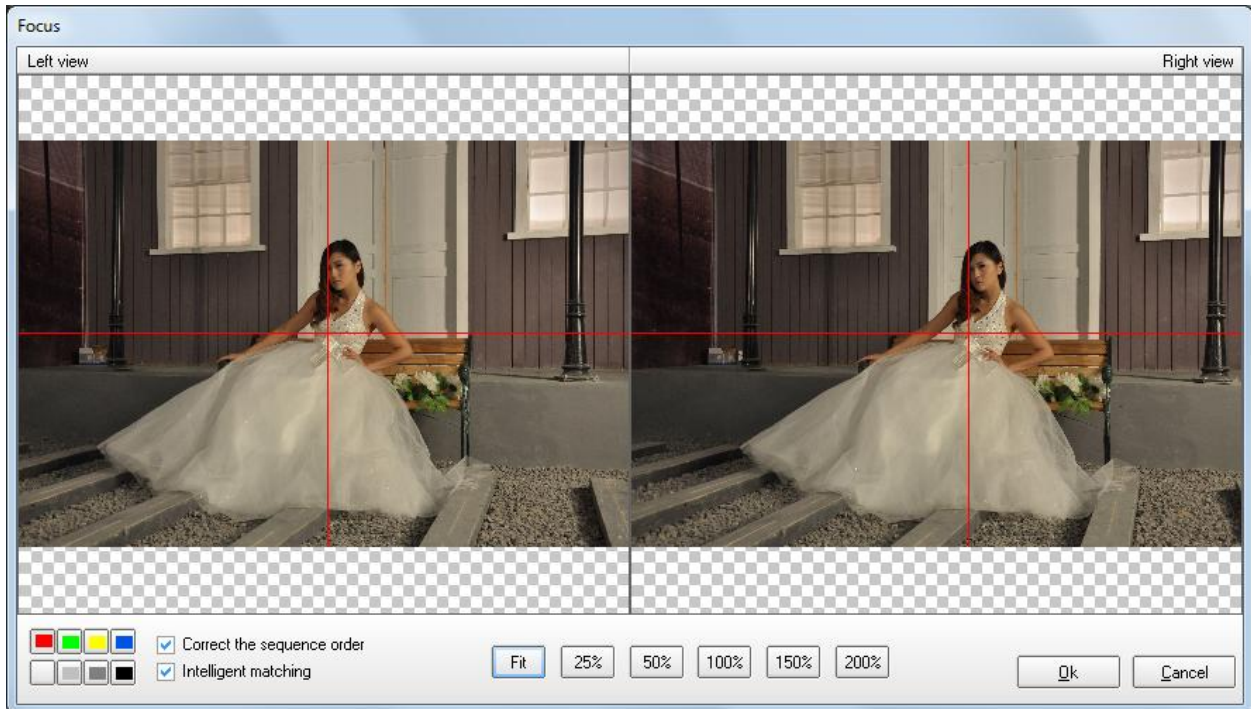 Focus
Left view
Right view
Correct the sequence order
Intelligent matching
Fit
25%
50%
100%
150%
200%
Ok
Cancel